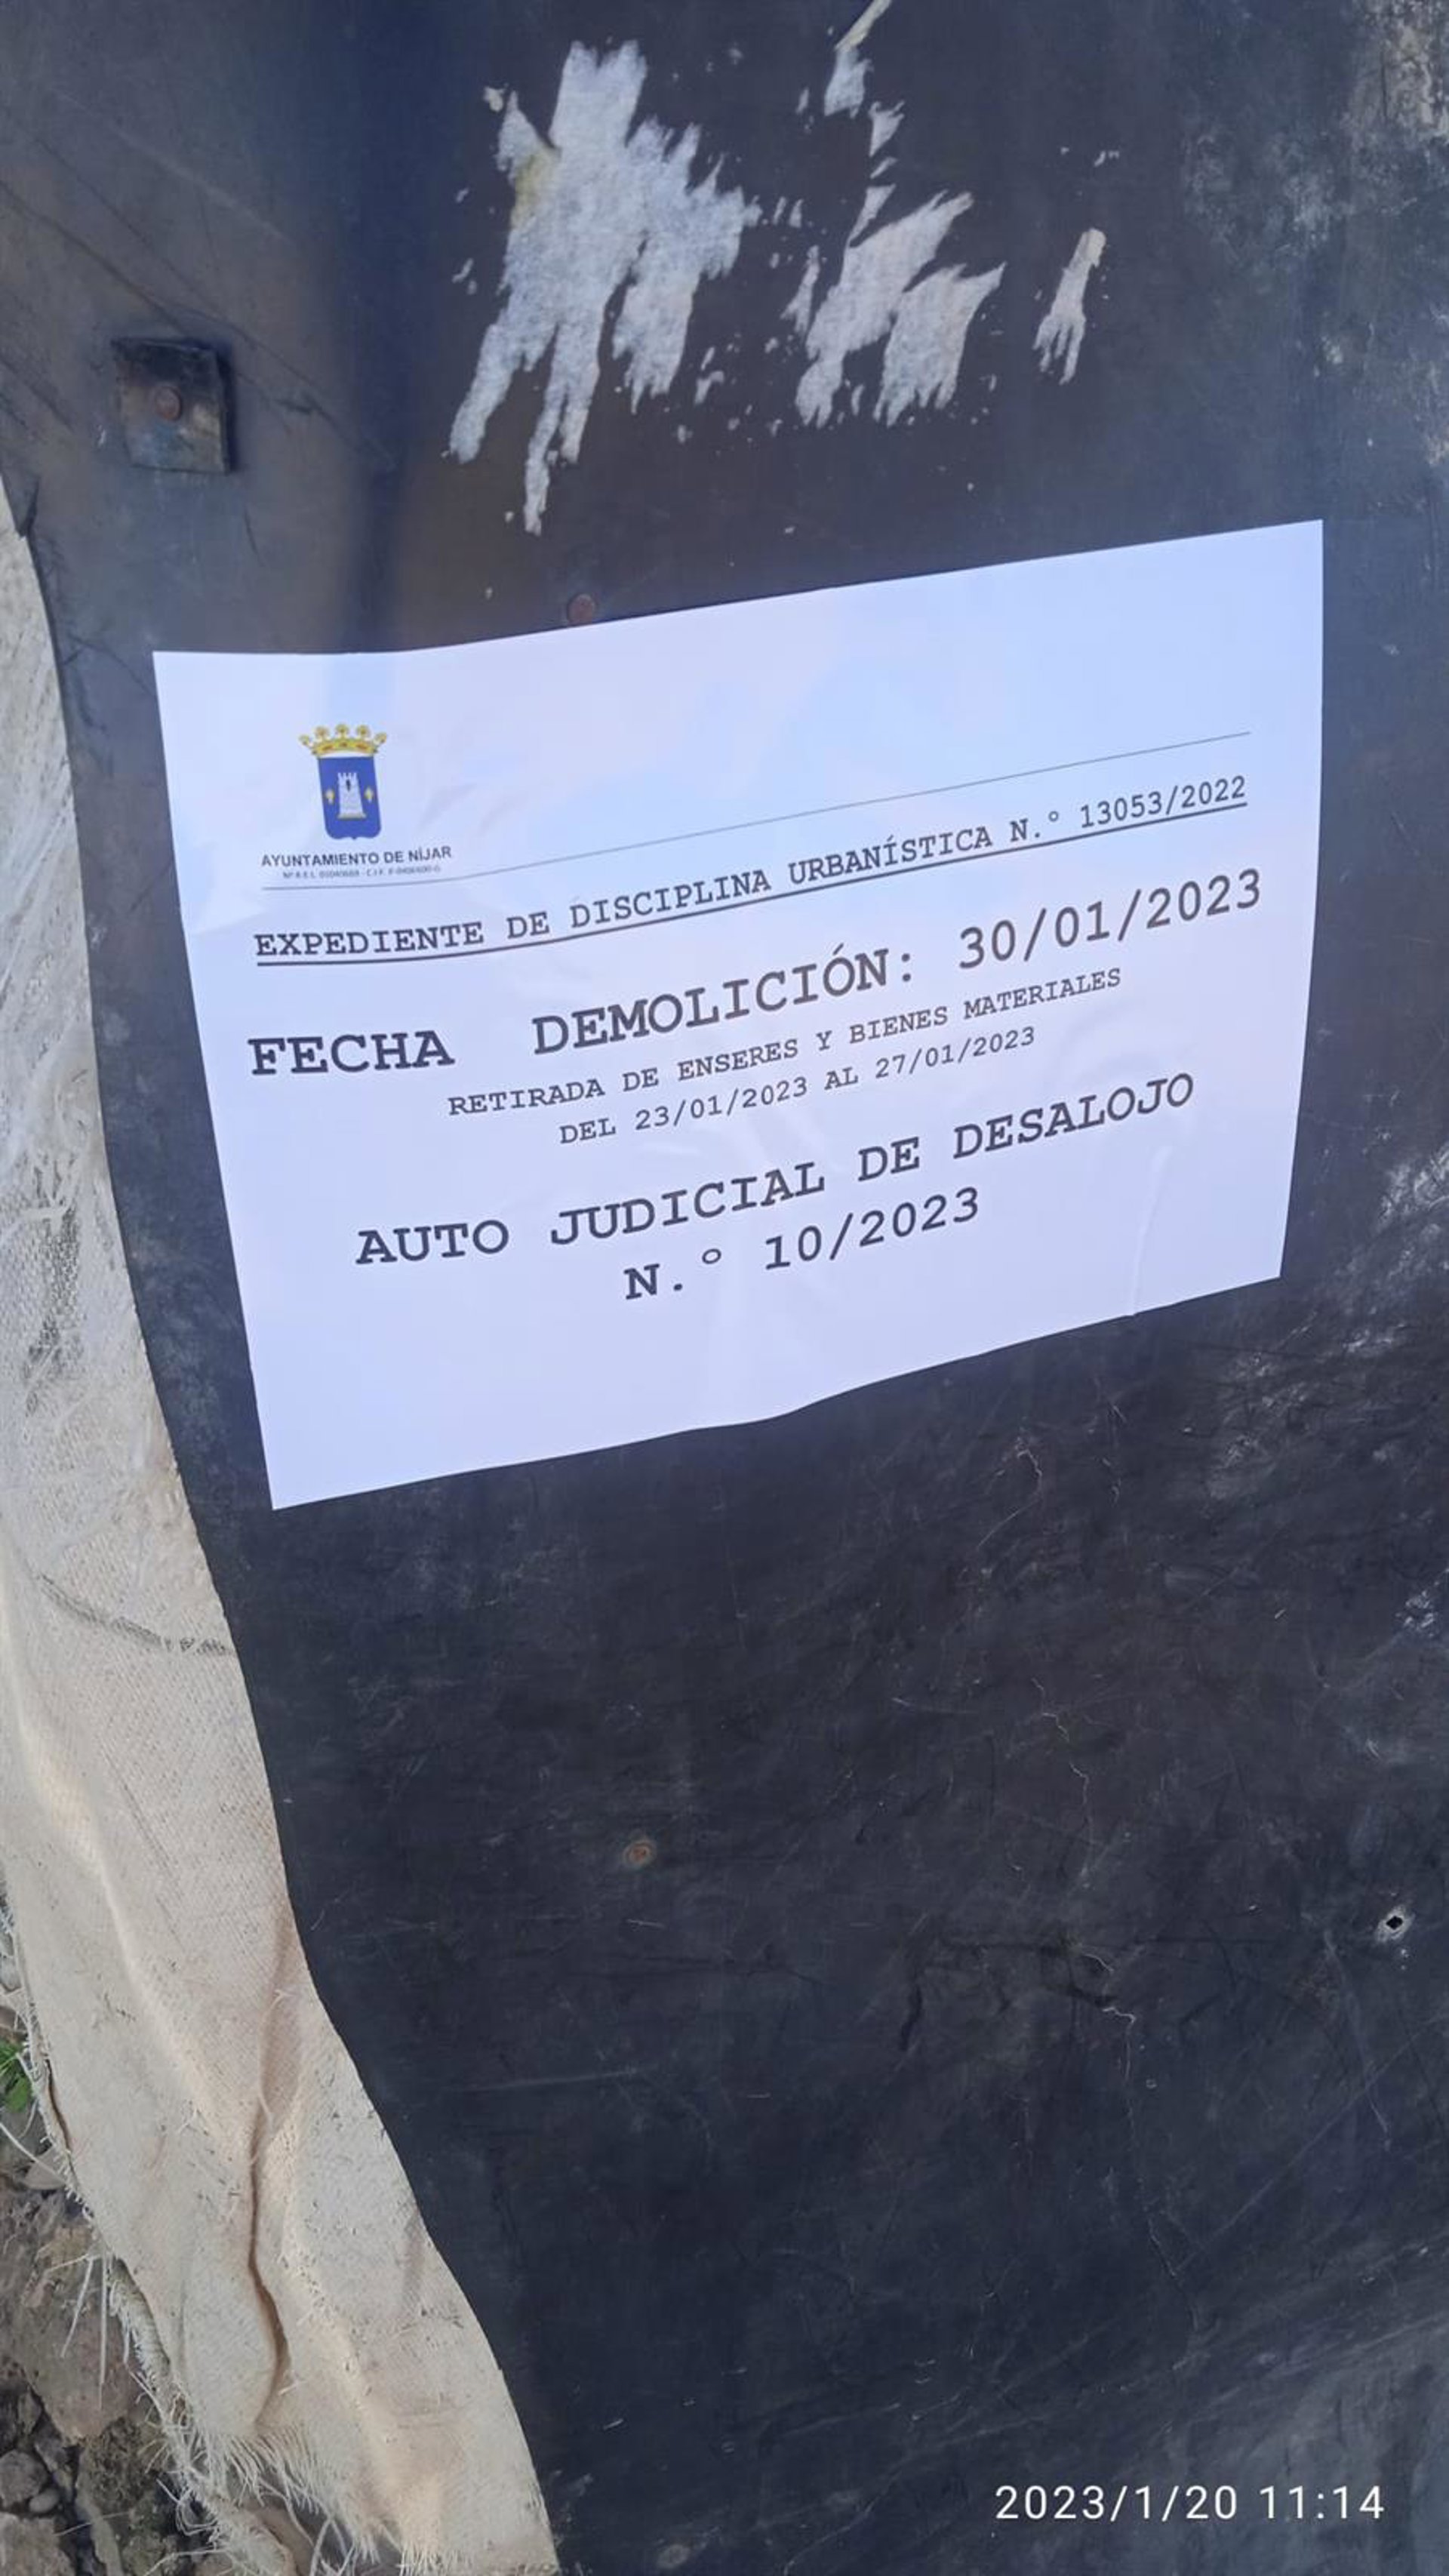 AYUNTAMIENTO DE NÍJAR
EXPEDIENTE DE DISCIPLINA URBANÍSTICA N.º 13053/2022
FECHA DEMOLICIÓN: 30/01/2023
RETIRADA DE ENSERES Y BIENES MATERIALES
DEL 23/01/2023 AL 27/01/2023
AUTO JUDICIAL DE DESALOJO
N.º 10/2023
2023/1/20 11:14